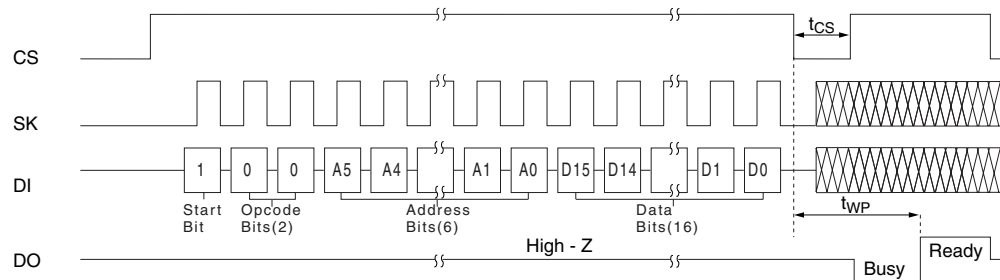 CS
tCS
SK
DI
1 0 0 A5 A4 A1 A0 D15 D14 D1 D0
Start Bit
Opcode Bits(2)
Address Bits(6)
Data Bits(16)
tWP
DO
High - Z
Busy
Ready